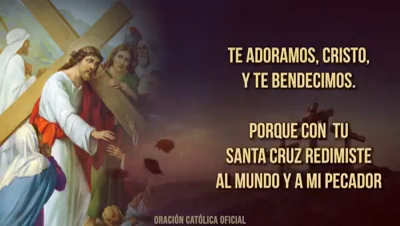 TE ADORAMOS, CRISTO,
Y TE BENDECIMOS.
PORQUE CON TU
SANTA CRUZ REDIMISTE
AL MUNDO Y A MI PECADOR
ORACIÓN CATÓLICA OFICIAL